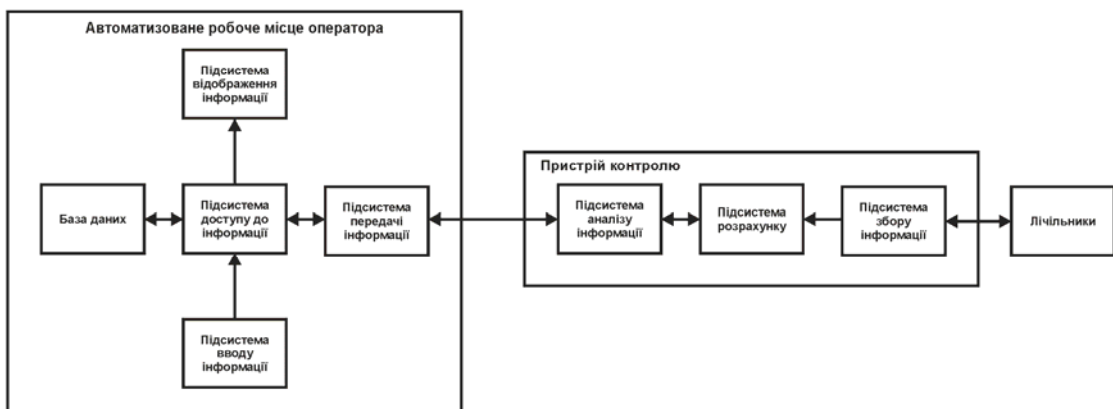 Автоматизоване робоче місце оператора
Підсистема
відображення
інформації
База даних
Підсистема
доступу до
інформації
Підсистема
передачі
інформації
Підсистема
вводу
інформації
Пристрій контролю
Підсистема
аналізу
інформації
Підсистема
розрахунку
Підсистема
збору
інформації
Лічільники